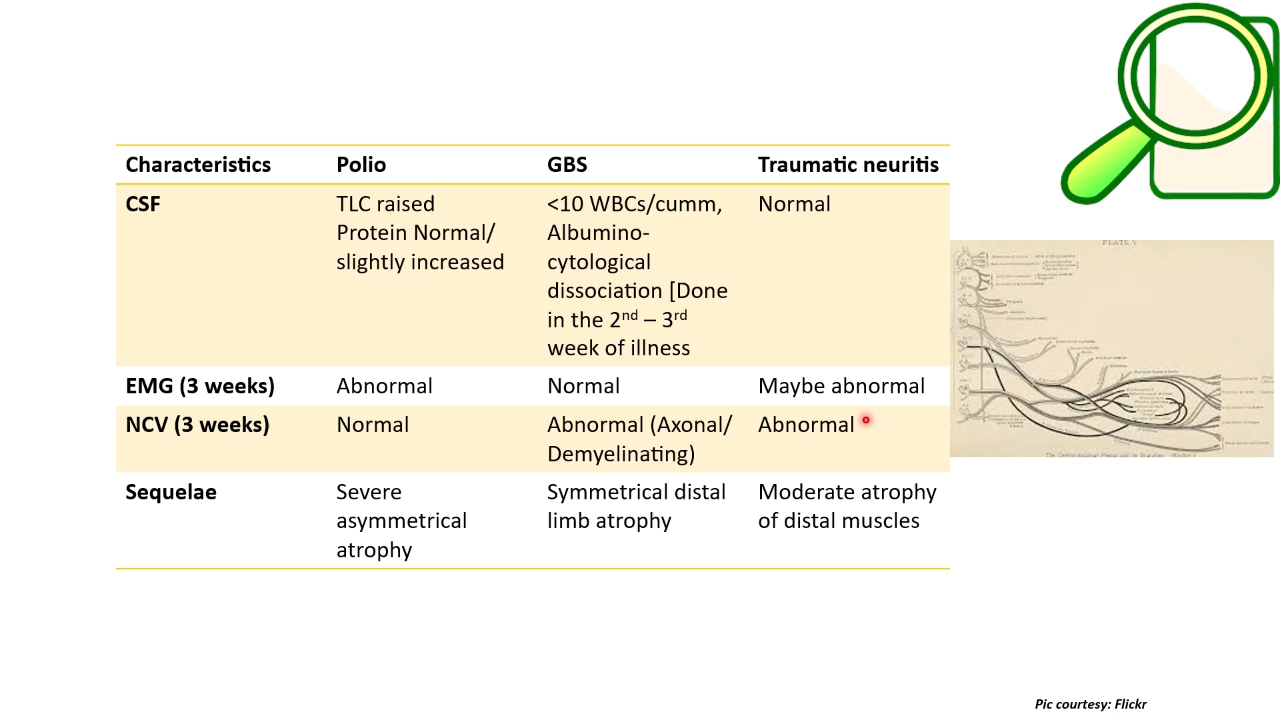 Characteristics Polio GBS Traumatic neuritis
CSF
TLC raised
Protein Normal/
slightly increased
<10 WBCs/cumm,
Albumino-
cytological
dissociation [Done
in the 2nd – 3rd
week of illness
Normal
EMG (3 weeks) Abnormal Normal Maybe abnormal
NCV (3 weeks) Normal
Abnormal (Axonal/
Demyelinating)
Abnormal
Sequelae
Severe
asymmetrical
atrophy
Symmetrical distal
limb atrophy
Moderate atrophy
of distal muscles
PLATE V
Pic courtesy: Flickr